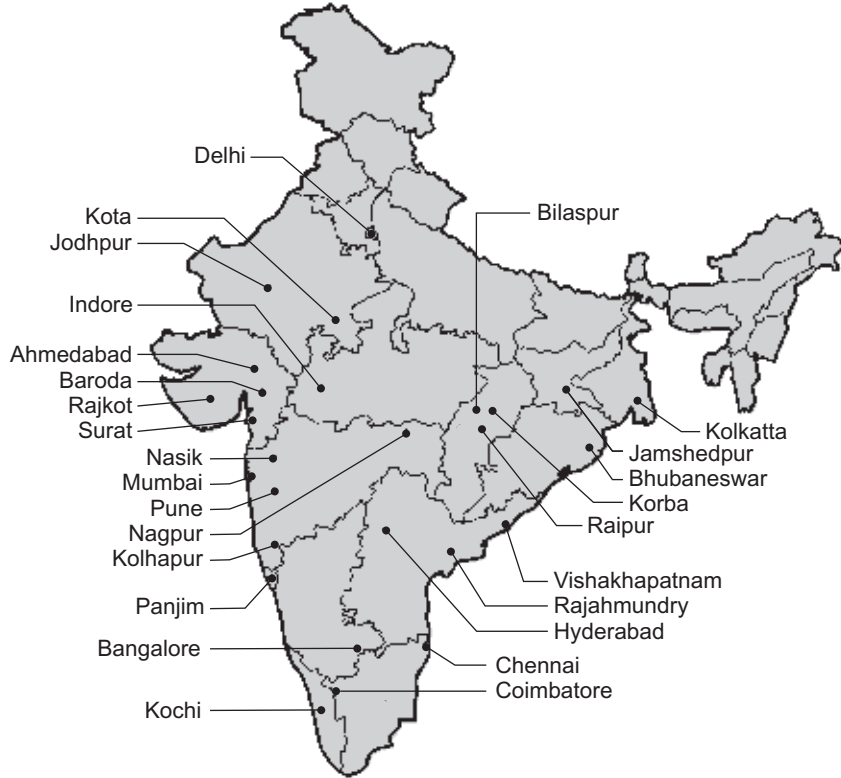 Delhi
Kota
Jodhpur
Indore
Ahmedabad
Baroda
Rajkot
Surat
Nasik
Mumbai
Pune
Nagpur
Kolhapur
Panjim
Bangalore
Kochi
Bilaspur
Kolkatta
Jamshedpur
Bhubaneswar
Korba
Raipur
Vishakhapatnam
Rajahmundry
Hyderabad
Chennai
Coimbatore